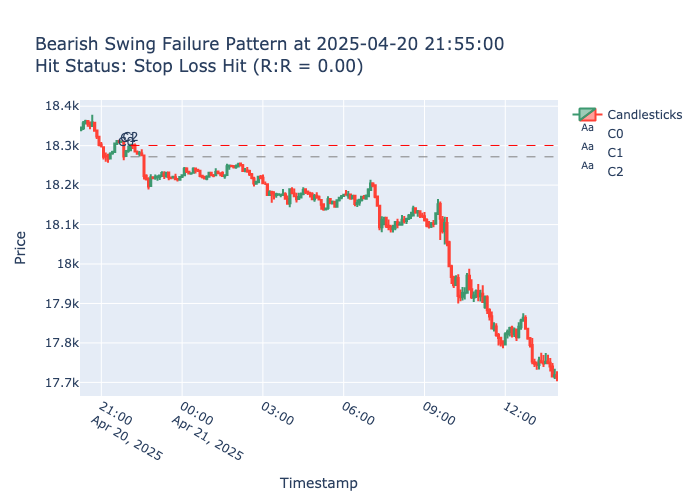 Bearish Swing Failure Pattern at 2025-04-20 21:55:00
Hit Status: Stop Loss Hit (R:R = 0.00)
18.4k
18.3k
18.2k
18.1k
18k
17.9k
17.8k
17.7k
Price
C2
21:00
Apr 20, 2025
00:00
Apr 21, 2025
03:00
06:00
09:00
12:00
Timestamp
Candlesticks
Aa C0
Aa C1
Aa C2